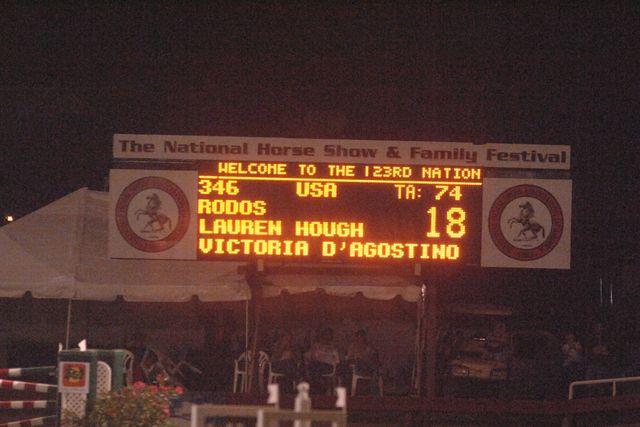 The National Horse Show & Family Festival
WELCOME TO THE 123RD NATION
346 USA TA: 74
RODOS
18
LAUREN HOUGH
VICTORIA D'AGOSTINO